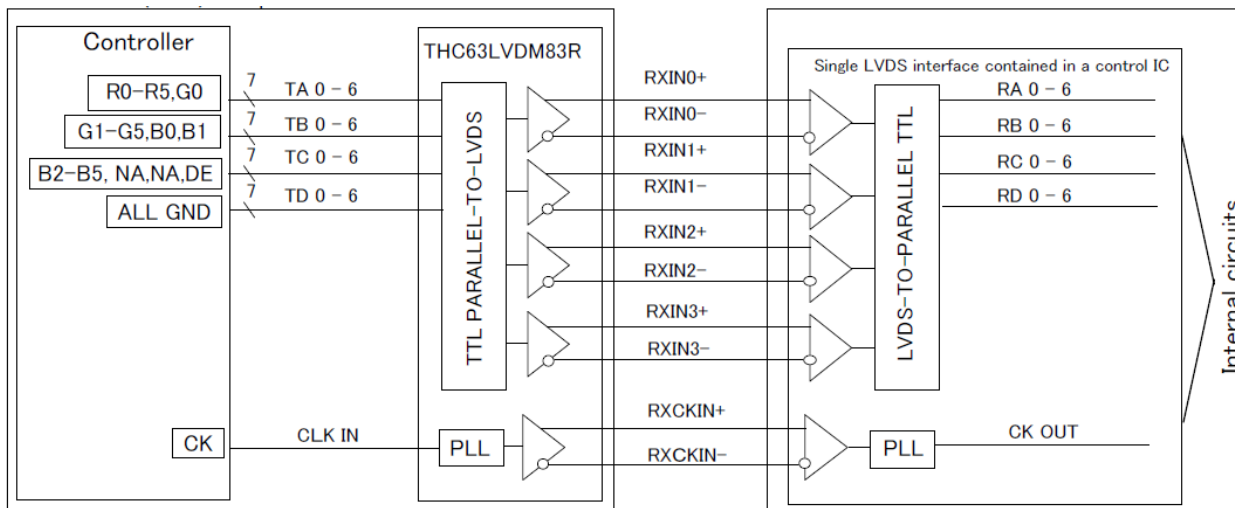 Controller
R0-R5,G0
G1-G5,B0,B1
B2-B5, NA,NA,DE
ALL GND
CK
7
TA 0 - 6
7
TB 0 - 6
7
TC 0 - 6
7
TD 0 - 6
CLK IN
THC63LVDM83R
TTL PARALLEL-TO-LVDS
PLL
RXIN0+
RXIN0-
RXIN1+
RXIN1-
RXIN2+
RXIN2-
RXIN3+
RXIN3-
RXCKIN+
RXCKIN-
Single LVDS interface contained in a control IC
LVDS-TO-PARALLEL TTL
PLL
RA 0 - 6
RB 0 - 6
RC 0 - 6
RD 0 - 6
CK OUT
Internal circuits